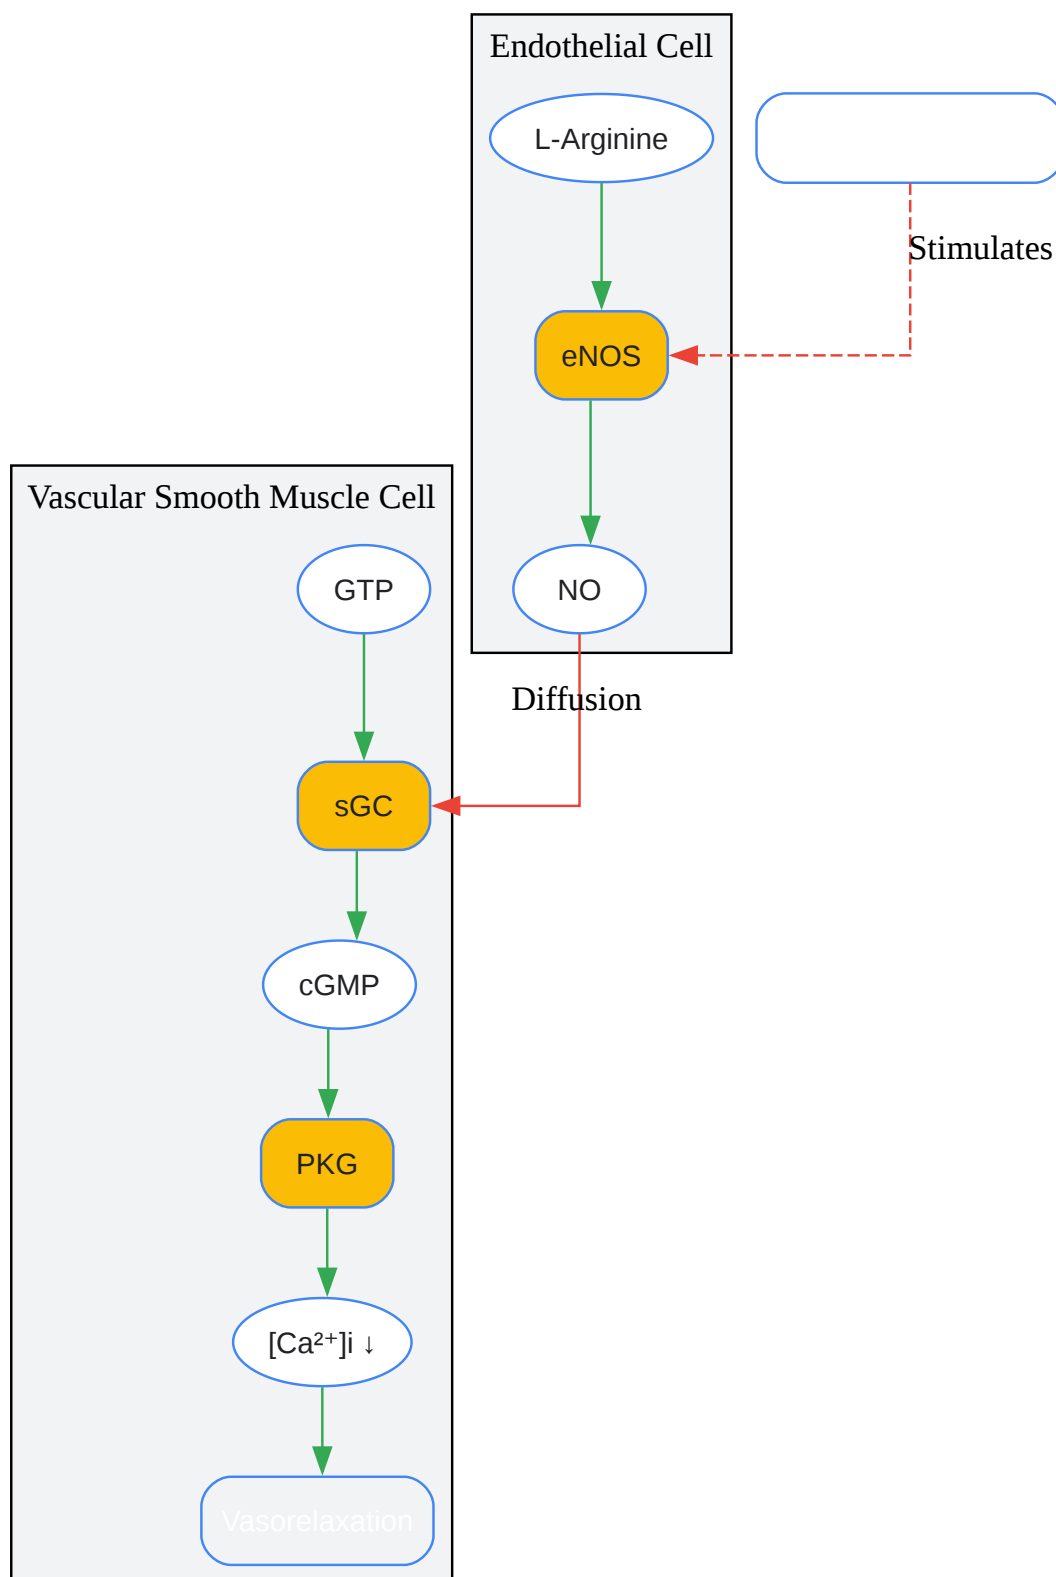 Endothelial Cell
L-Arginine
Stimulates
eNOS
Vascular Smooth Muscle Cell
GTP
NO
Diffusion
sGC
cGMP
PKG
[Ca²⁺]i ↓
Vasorelaxation